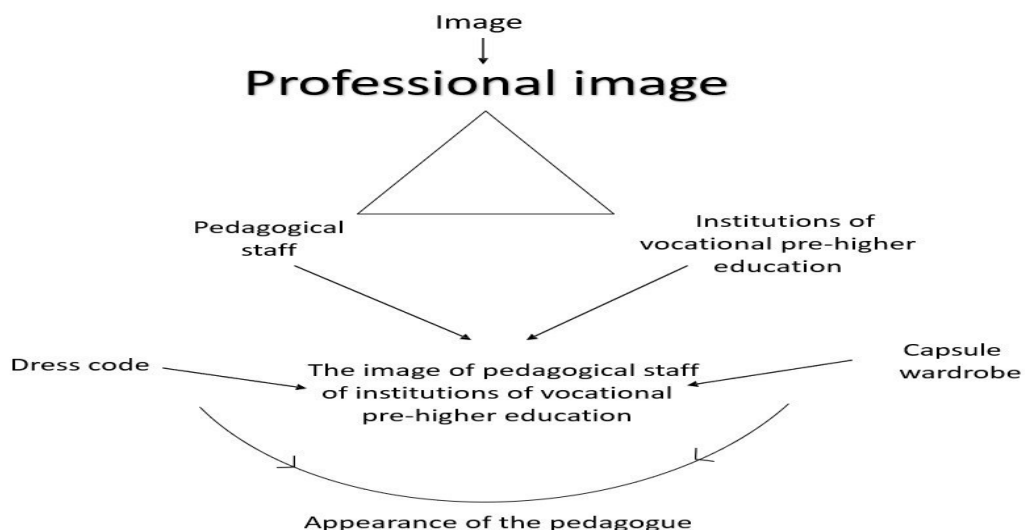 Image
Professional image
Pedagogical
staff
Institutions of
vocational pre-higher
education
Dress code
The image of pedagogical staff
of institutions of vocational
pre-higher education
Capsule
wardrobe
Appearance of the pedagogue